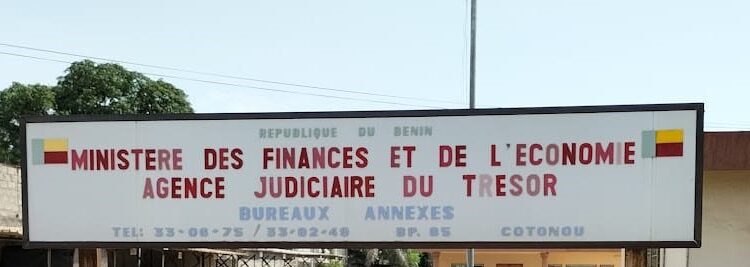 REPUBLIQUE DU BENIN
MINISTERE DES FINANCES ET DE L'ECONOMIE
AGENCE JUDICIAIRE DU TRESOR
BUREAUX ANNEXES
TEL: 33-06-75 / 33-02-49 BP. 85 COTONOU